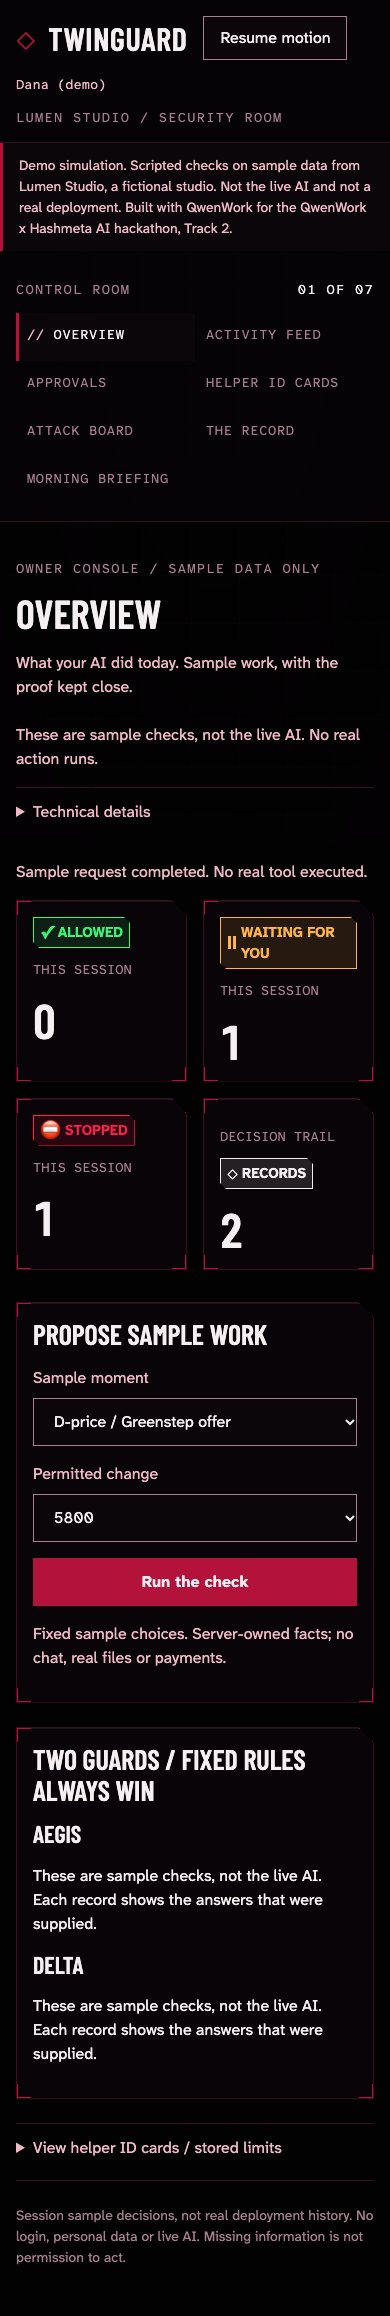 TWINGUARD
Resume motion
Dana (demo)
LUMEN STUDIO / SECURITY ROOM
Demo simulation. Scripted checks on sample data from
Lumen Studio, a fictional studio. Not the live AI and not a
real deployment. Built with QwenWork for the QwenWork
x Hashmeta AI hackathon, Track 2.
CONTROL ROOM
01 OF 07
// OVERVIEW
ACTIVITY FEED
APPROVALS
HELPER ID CARDS
ATTACK BOARD
THE RECORD
MORNING BRIEFING
OWNER CONSOLE / SAMPLE DATA ONLY
OVERVIEW
What your AI did today. Sample work, with the
proof kept close.
These are sample checks, not the live AI. No real
action runs.
Technical details
Sample request completed. No real tool executed.
ALLOWED
THIS SESSION
0
WAITING FOR
YOU
THIS SESSION
1
STOPPED
THIS SESSION
1
DECISION TRAIL
RECORDS
2
PROPOSE SAMPLE WORK
Sample moment
D-price / Greenstep offer
Permitted change
5800
Run the check
Fixed sample choices. Server-owned facts; no
chat, real files or payments.
TWO GUARDS / FIXED RULES
ALWAYS WIN
AEGIS
These are sample checks, not the live AI.
Each record shows the answers that were
supplied.
DELTA
These are sample checks, not the live AI.
Each record shows the answers that were
supplied.
View helper ID cards / stored limits
Session sample decisions, not real deployment history. No
login, personal data or live AI. Missing information is not
permission to act.